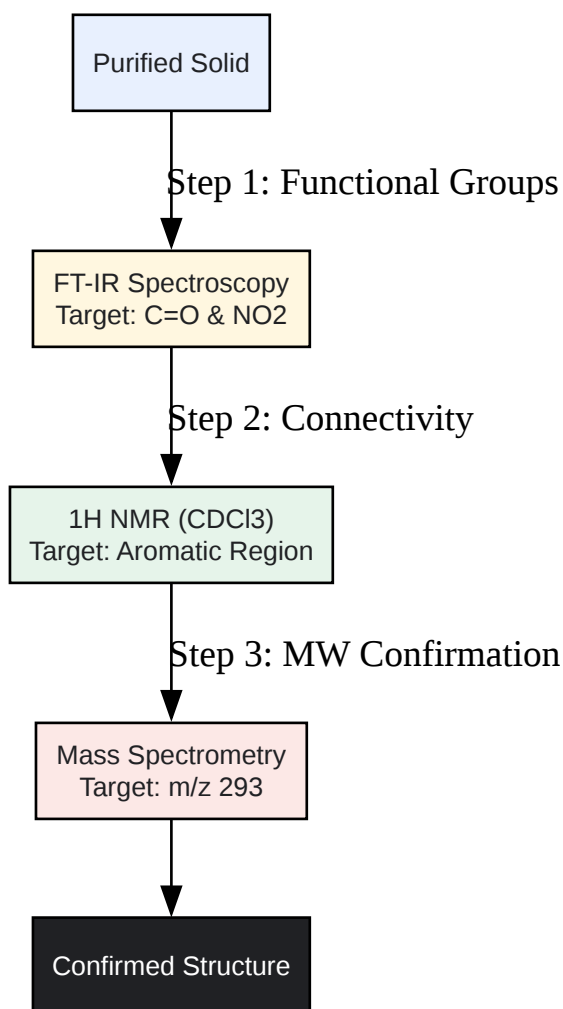 Purified Solid
Step 1: Functional Groups
FT-IR Spectroscopy
Target: C=O & NO2
Step 2: Connectivity
1H NMR (CDCl3)
Target: Aromatic Region
Step 3: MW Confirmation
Mass Spectrometry
Target: m/z 293
Confirmed Structure